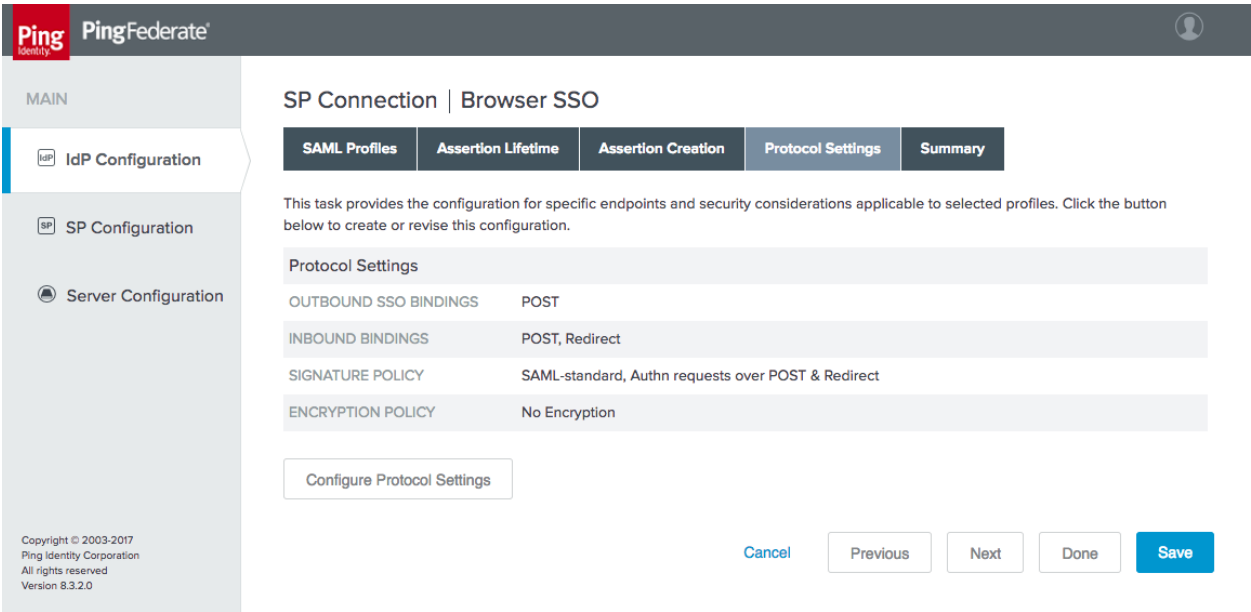 Ping
Identity.
PingFederate®
MAIN
IdP IdP Configuration
SP SP Configuration
Server Configuration
Copyright © 2003-2017
Ping Identity Corporation
All rights reserved
Version 8.3.2.0
SP Connection | Browser SSO
SAML Profiles Assertion Lifetime Assertion Creation Protocol Settings Summary
This task provides the configuration for specific endpoints and security considerations applicable to selected profiles. Click the button
below to create or revise this configuration.
Protocol Settings
OUTBOUND SSO BINDINGS POST
INBOUND BINDINGS POST, Redirect
SIGNATURE POLICY SAML-standard, Authn requests over POST & Redirect
ENCRYPTION POLICY No Encryption
Configure Protocol Settings
Cancel Previous Next Done Save